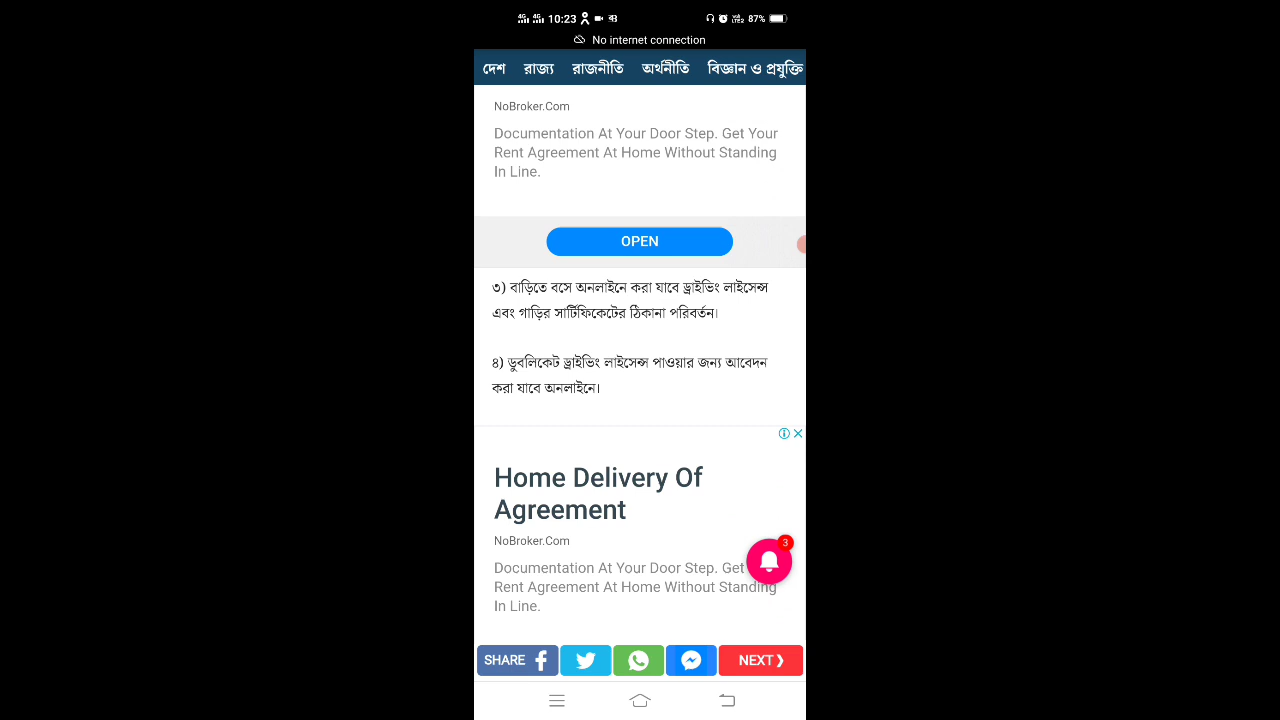 10:23
87%
No internet connection
দেশ রাজ্য রাজনীতি অর্থনীতি বিজ্ঞান ও প্রযুক্তি
NoBroker.Com
Documentation At Your Door Step. Get Your
Rent Agreement At Home Without Standing
In Line.
OPEN
৩) বাড়িতে বসে অনলাইনে করা যাবে ড্রাইভিং লাইসেন্স
এবং গাড়ির সার্টিফিকেটের ঠিকানা পরিবর্তন।
৪) ডুবলিকেট ড্রাইভিং লাইসেন্স পাওয়ার জন্য আবেদন
করা যাবে অনলাইনে।
Home Delivery Of
Agreement
NoBroker.Com
3
Documentation At Your Door Step. Get
Rent Agreement At Home Without Standing
In Line.
SHARE NEXT ❯